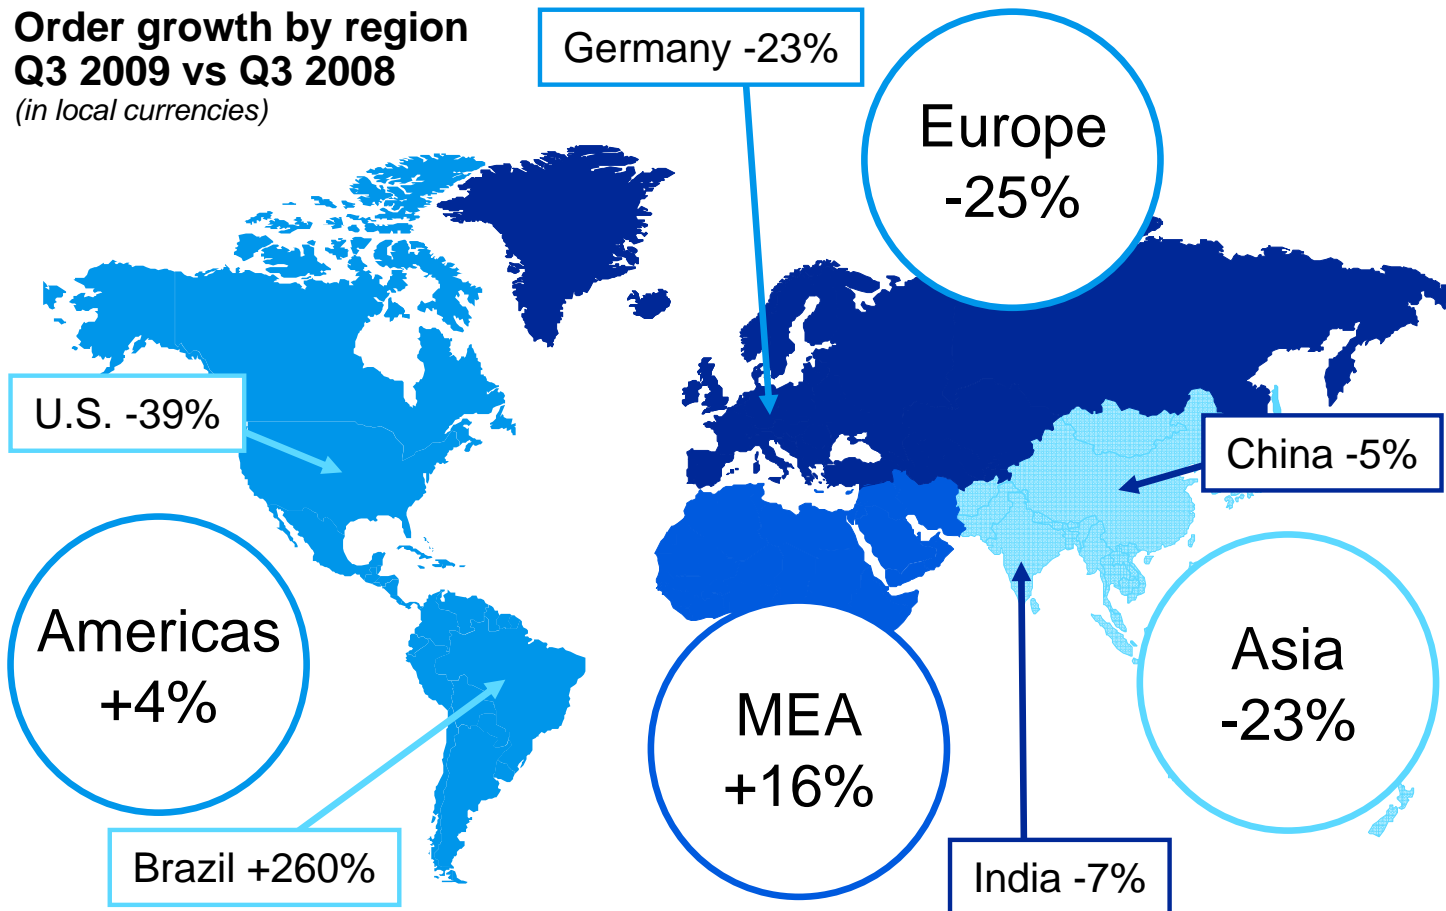 Order growth by region
Q3 2009 vs Q3 2008
(in local currencies)
Germany -23%
Europe
-25%
U.S. -39%
China -5%
Americas
+4%
Asia
-23%
MEA
+16%
Brazil +260%
India -7%